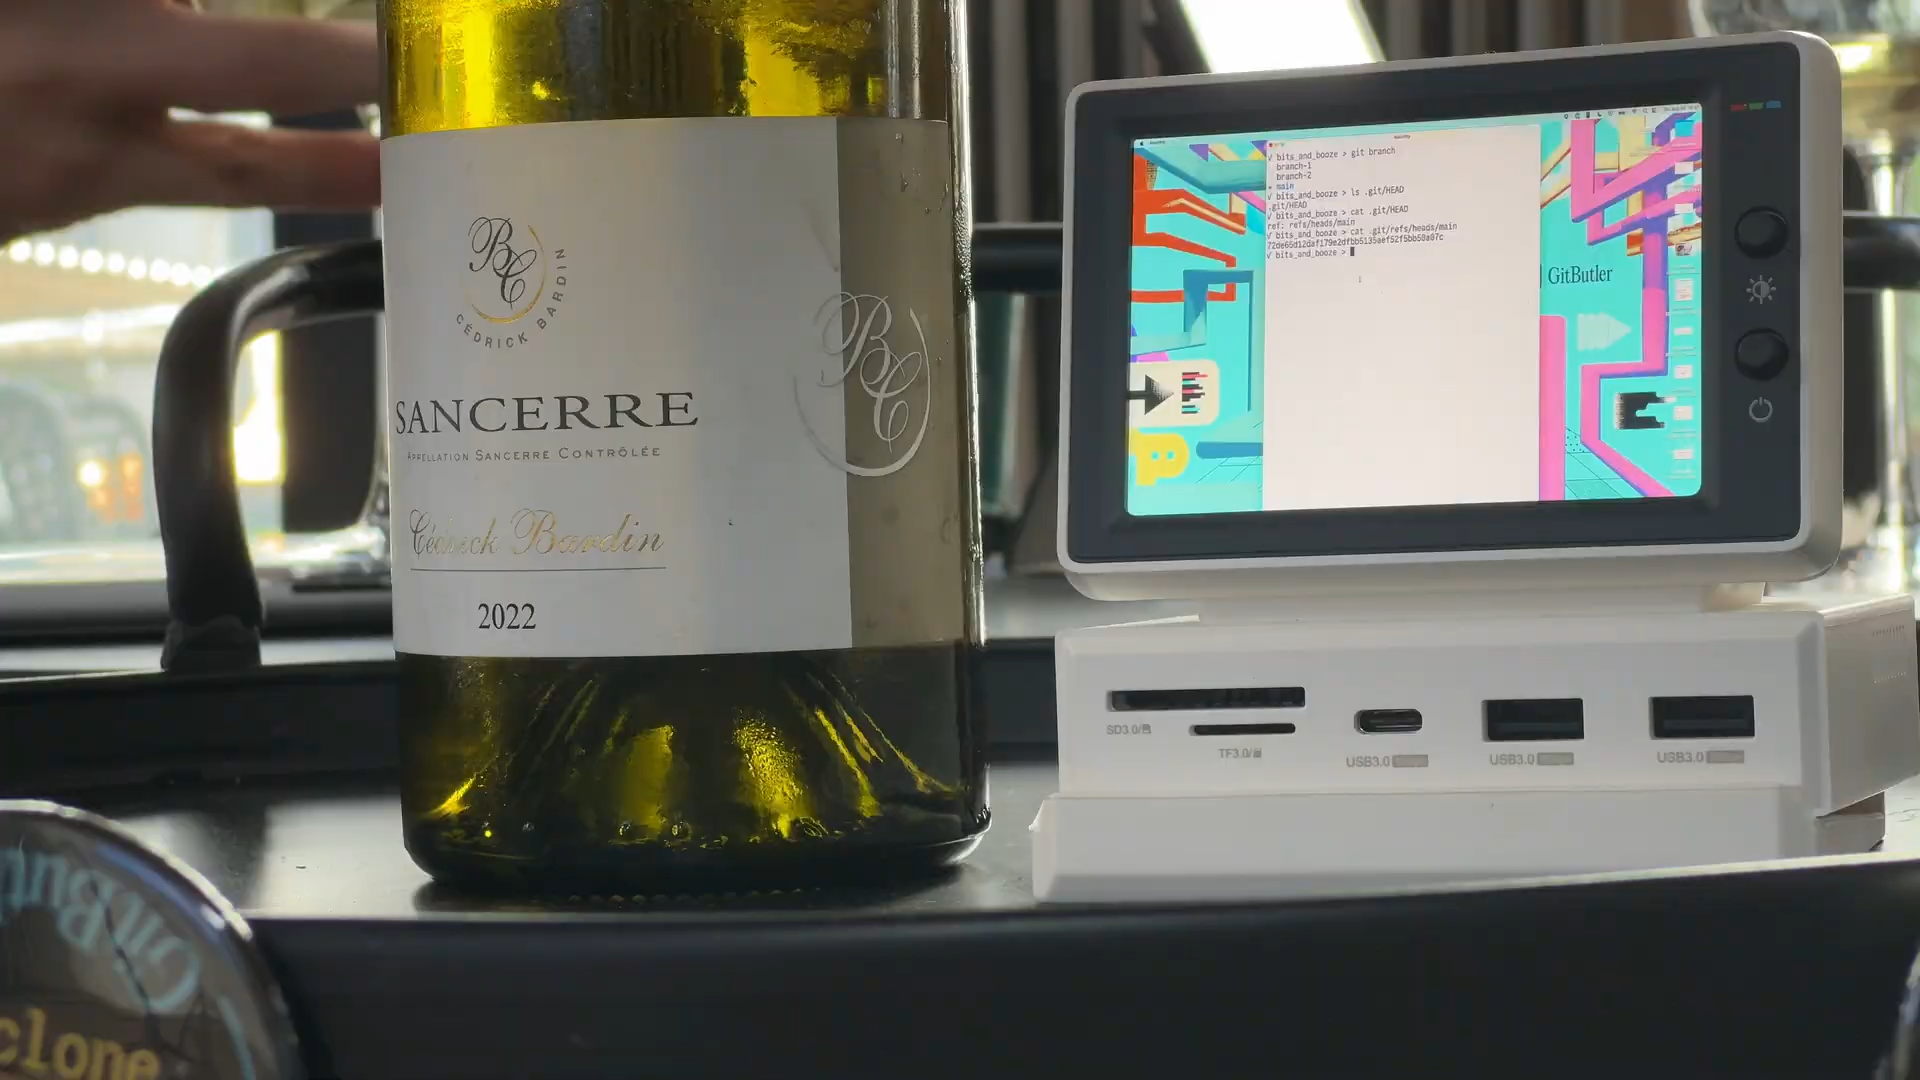 BC
CÉDRICK BARDIN
SANCERRE
APPELLATION SANCERRE CONTRÔLÉE
Cédrick Bardin
2022
BC
√ bits_and_booze > git branch
branch-1
branch-2
* main
√ bits_and_booze > ls .git/HEAD
.git/HEAD
√ bits_and_booze > cat .git/HEAD
ref: refs/heads/main
√ bits_and_booze > cat .git/refs/heads/main
√ bits_and_booze >
GitButler
SD3.0/
TF3.0/
USB3.0
USB3.0
USB3.0
GitButl
clone